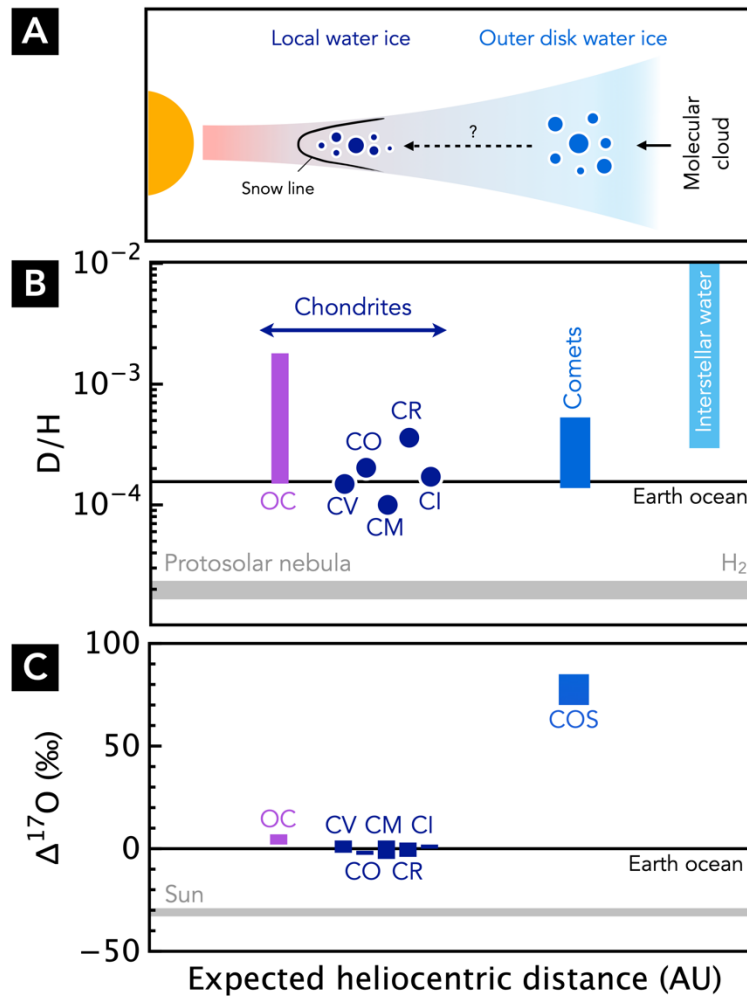 A
Local water ice
Outer disk water ice
?
Snow line
Molecular
cloud
B
10⁻²
10⁻³
10⁻⁴
D/H
Chondrites
OC
CV
CO
CM
CR
CI
Comets
Interstellar water
Earth ocean
Protosolar nebula
H₂
C
100
50
0
−50
Δ¹⁷O (‰)
OC
CV CM CI
CO CR
COS
Earth ocean
Sun
Expected heliocentric distance (AU)